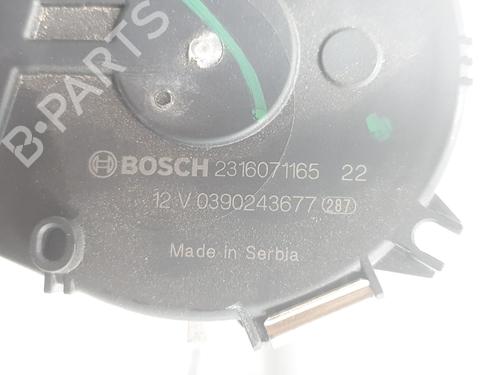 B-PARTS
BOSCH 2316071165 22
12 V 0390243677 287
Made in Serbia